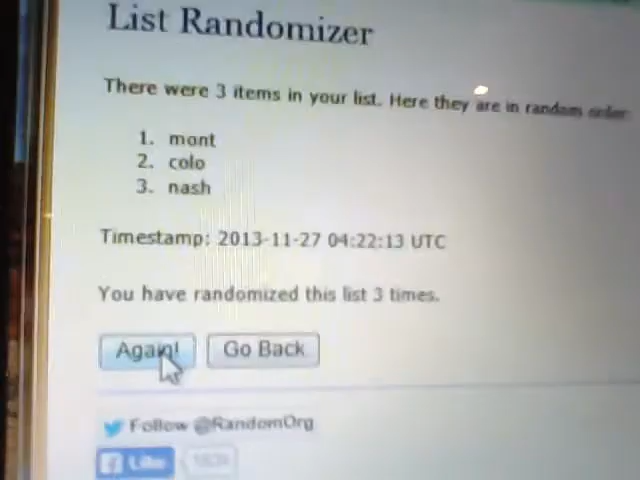 List Randomizer
There were 3 items in your list. Here they are in random order:
1. mont
2. colo
3. nash
Timestamp: 2013-11-27 04:22:13 UTC
You have randomized this list 3 times.
Again! Go Back
Follow @RandomOrg
Like